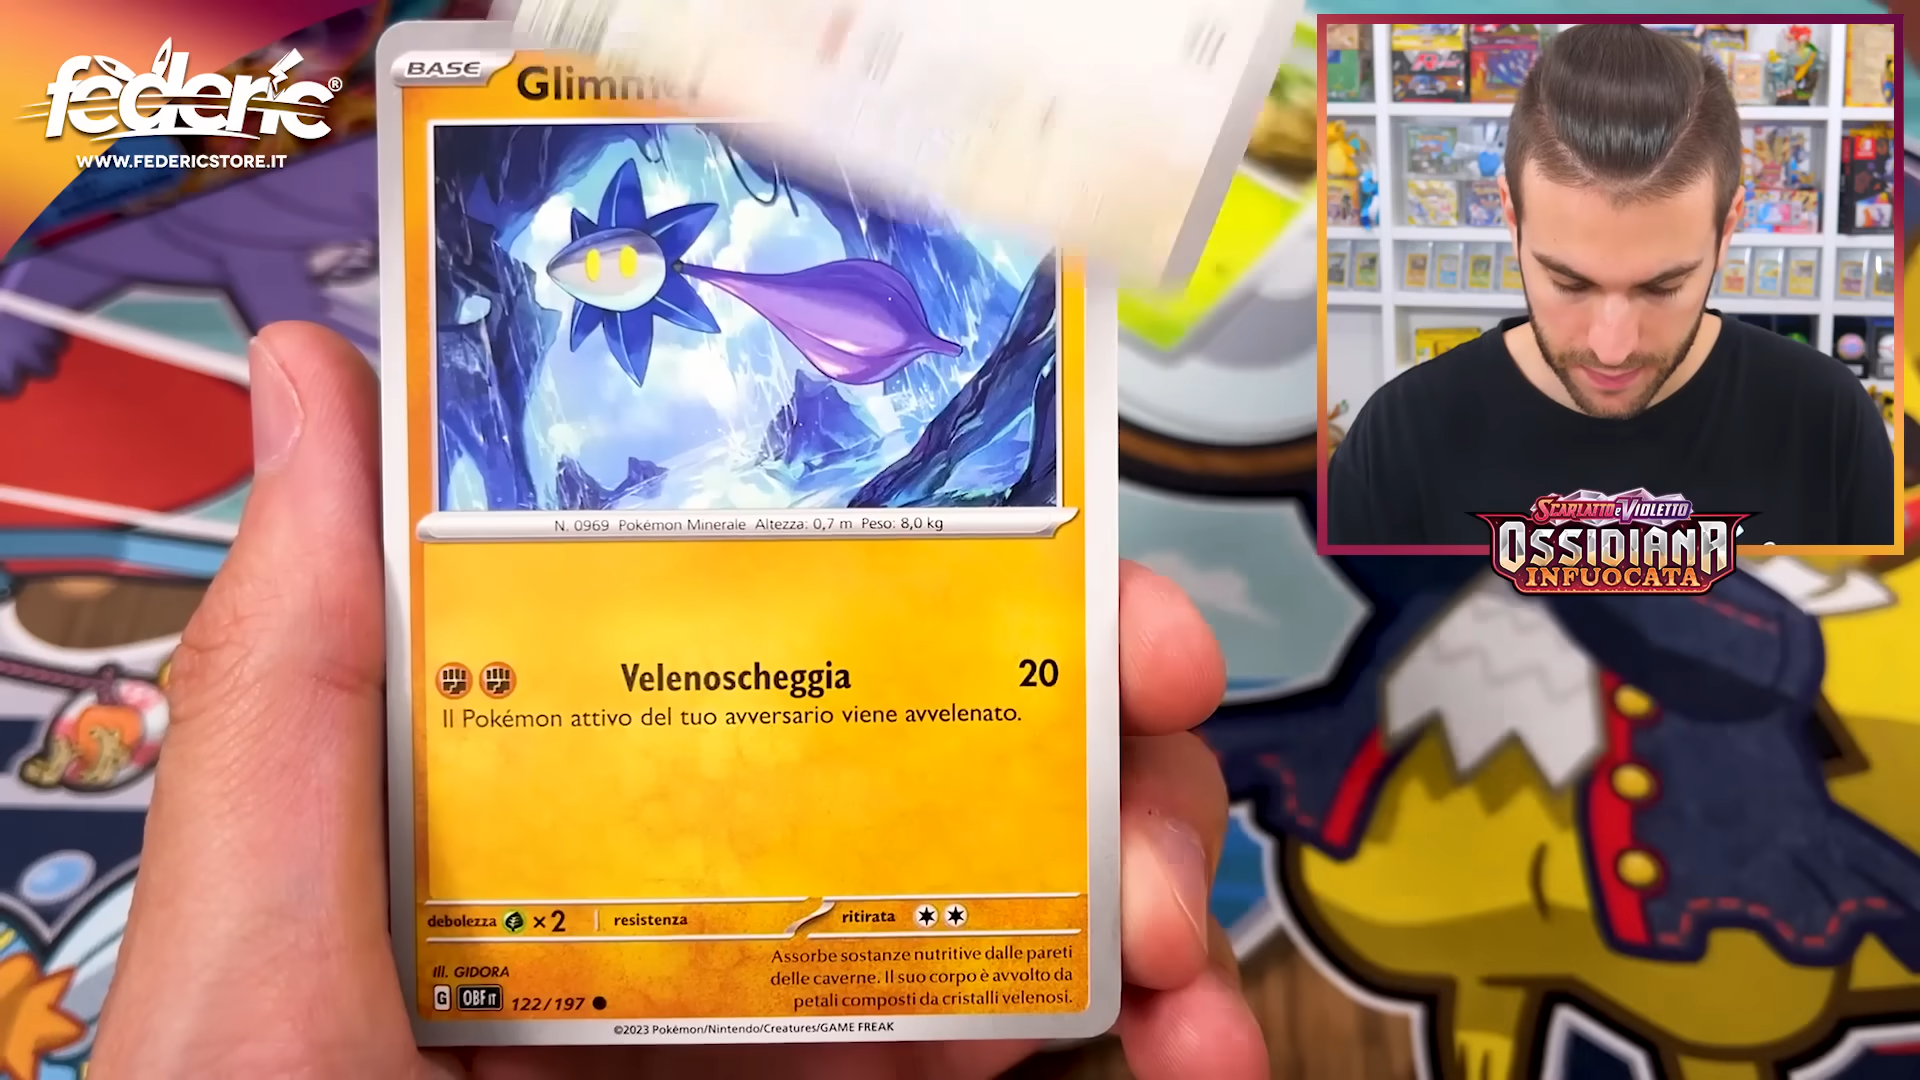 federic®
WWW.FEDERICSTORE.IT
BASE
N. 0969 Pokémon Minerale Altezza: 0,7 m Peso: 8,0 kg
Velenoscheggia 20
Il Pokémon attivo del tuo avversario viene avvelenato.
debolezza ×2 resistenza ritirata
Assorbe sostanze nutritive dalle pareti
delle caverne. Il suo corpo è avvolto da
petali composti da cristalli velenosi.
Ill. GIDORA
G OBF IT 122/197
©2023 Pokémon/Nintendo/Creatures/GAME FREAK
SCARLATTO e VIOLETTO
OSSIDIANA
INFUOCATA